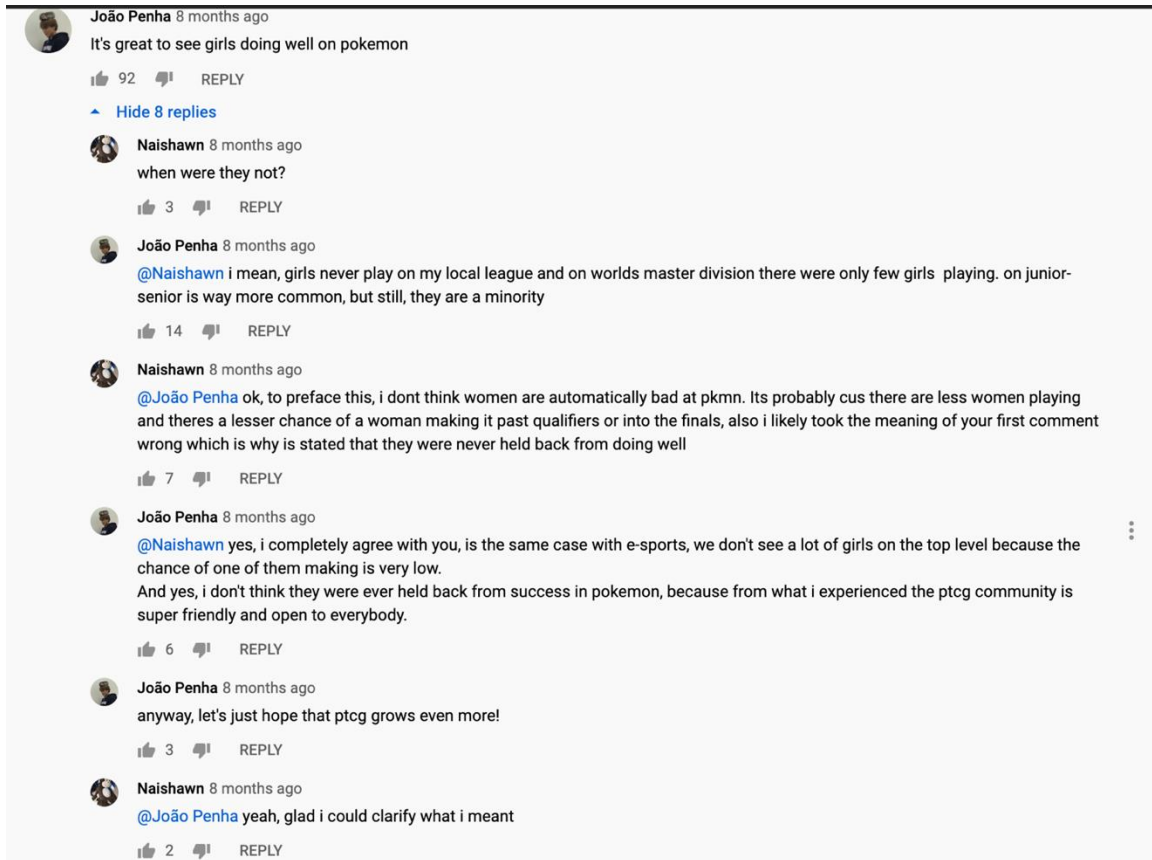 João Penha 8 months ago
It's great to see girls doing well on pokemon
92 REPLY
Hide 8 replies
Naishawn 8 months ago
when were they not?
3 REPLY
João Penha 8 months ago
@Naishawn i mean, girls never play on my local league and on worlds master division there were only few girls playing. on junior-
senior is way more common, but still, they are a minority
14 REPLY
Naishawn 8 months ago
@João Penha ok, to preface this, i dont think women are automatically bad at pkmn. Its probably cus there are less women playing
and theres a lesser chance of a woman making it past qualifiers or into the finals, also i likely took the meaning of your first comment
wrong which is why is stated that they were never held back from doing well
7 REPLY
João Penha 8 months ago
@Naishawn yes, i completely agree with you, is the same case with e-sports, we don't see a lot of girls on the top level because the
chance of one of them making is very low.
And yes, i don't think they were ever held back from success in pokemon, because from what i experienced the ptcg community is
super friendly and open to everybody.
6 REPLY
João Penha 8 months ago
anyway, let's just hope that ptcg grows even more!
3 REPLY
Naishawn 8 months ago
@João Penha yeah, glad i could clarify what i meant
2 REPLY